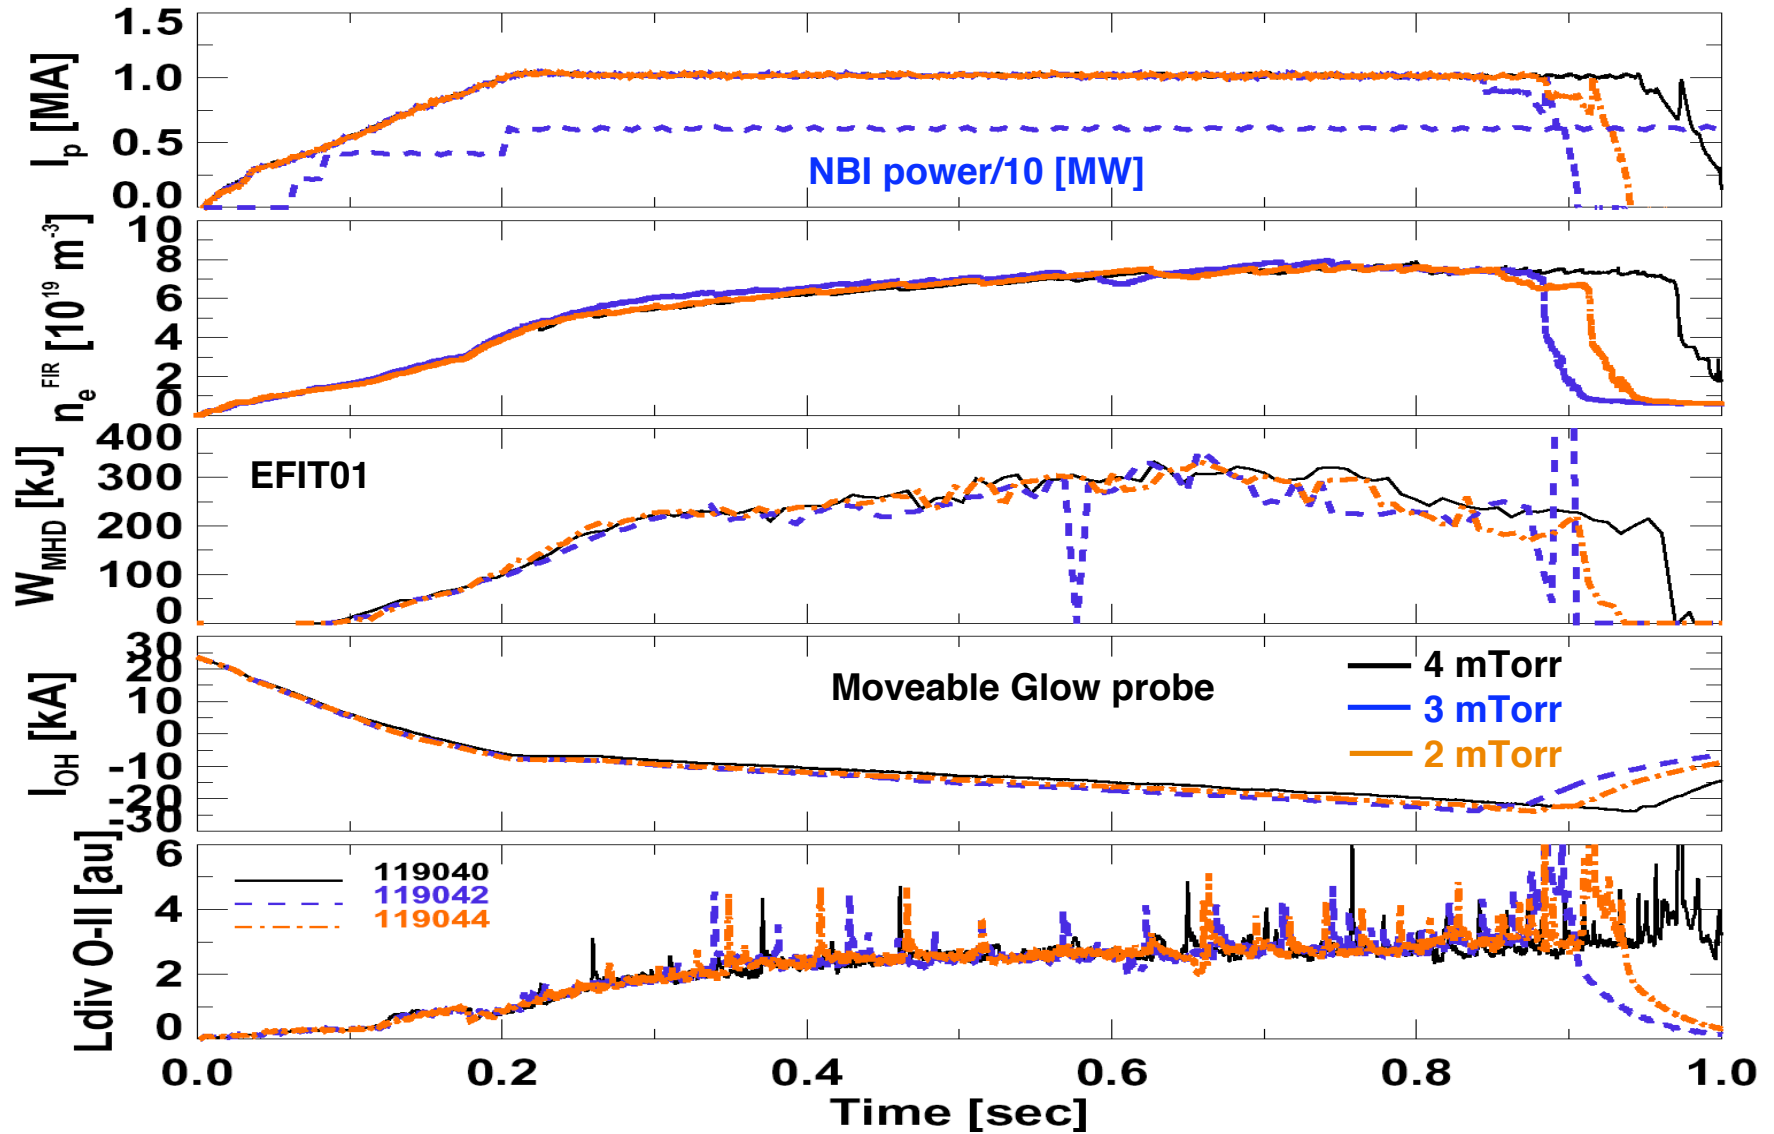 1.5
1.0
0.5
0.0
I_p [MA]
NBI power/10 [MW]
10
8
6
4
2
0
n_e^FIR [10^19 m^-3]
400
300
200
100
0
W_MHD [kJ]
EFIT01
30
20
10
0
-10
-20
-30
I_OH [kA]
Moveable Glow probe
4 mTorr
3 mTorr
2 mTorr
6
4
2
0
Ldiv O-II [au]
119040
119042
119044
0.0 0.2 0.4 0.6 0.8 1.0
Time [sec]